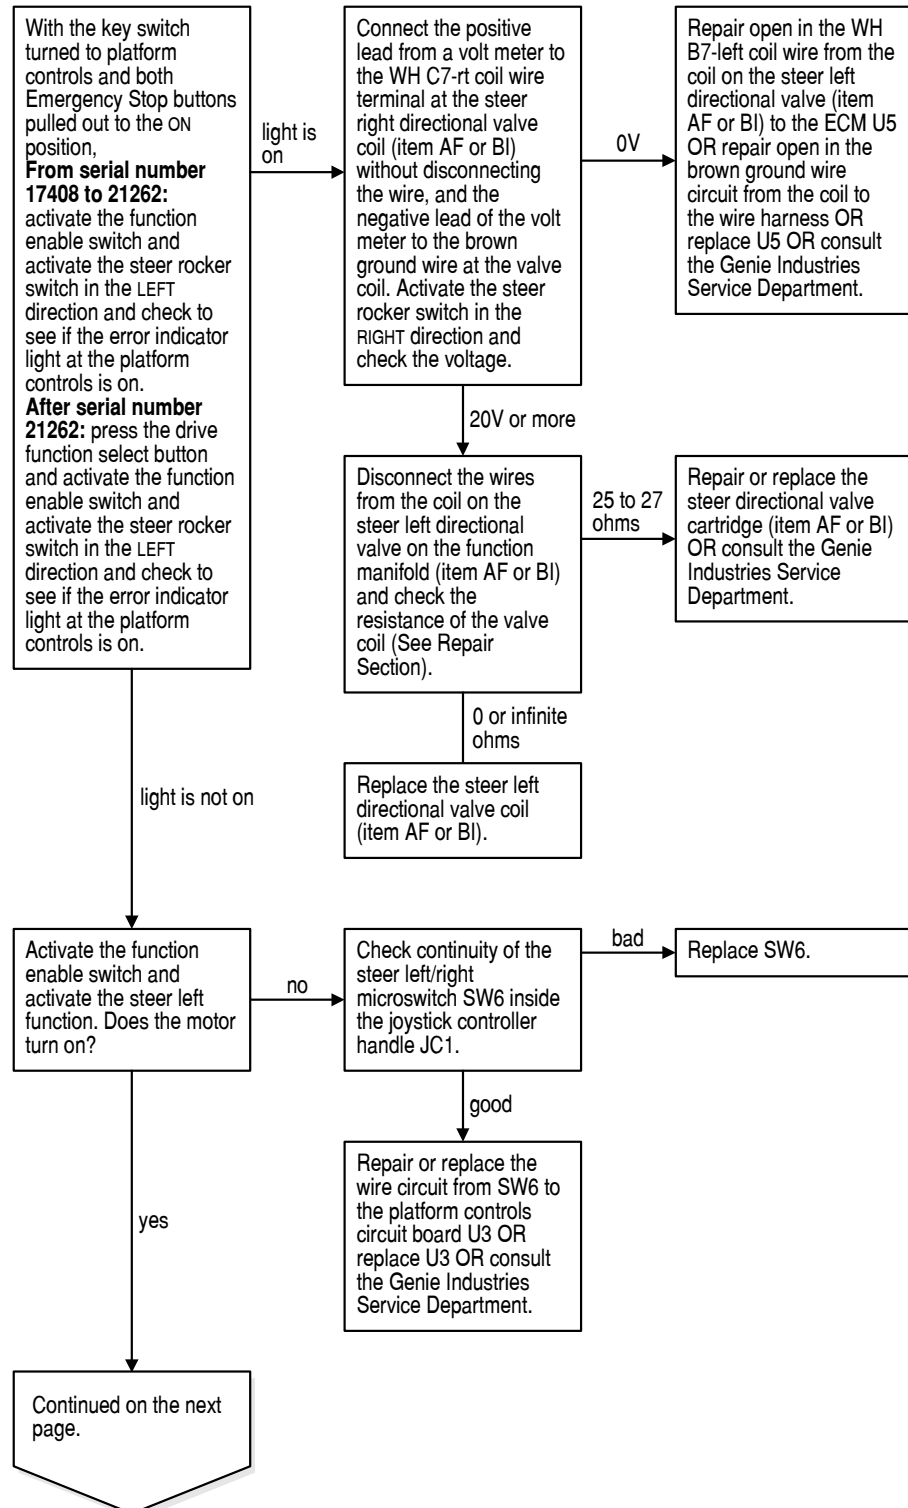 With the key switch
turned to platform
controls and both
Emergency Stop buttons
pulled out to the ON
position,
From serial number
17408 to 21262:
activate the function
enable switch and
activate the steer rocker
switch in the LEFT
direction and check to
see if the error indicator
light at the platform
controls is on.
After serial number
21262: press the drive
function select button
and activate the function
enable switch and
activate the steer rocker
switch in the LEFT
direction and check to
see if the error indicator
light at the platform
controls is on.
light is
on
Connect the positive
lead from a volt meter to
the WH C7-rt coil wire
terminal at the steer
right directional valve
coil (item AF or BI)
without disconnecting
the wire, and the
negative lead of the volt
meter to the brown
ground wire at the valve
coil. Activate the steer
rocker switch in the
RIGHT direction and
check the voltage.
0V
Repair open in the WH
B7-left coil wire from the
coil on the steer left
directional valve (item
AF or BI) to the ECM U5
OR repair open in the
brown ground wire
circuit from the coil to
the wire harness OR
replace U5 OR consult
the Genie Industries
Service Department.
20V or more
Disconnect the wires
from the coil on the
steer left directional
valve on the function
manifold (item AF or BI)
and check the
resistance of the valve
coil (See Repair
Section).
25 to 27
ohms
Repair or replace the
steer directional valve
cartridge (item AF or BI)
OR consult the Genie
Industries Service
Department.
0 or infinite
ohms
Replace the steer left
directional valve coil
(item AF or BI).
light is not on
Activate the function
enable switch and
activate the steer left
function. Does the motor
turn on?
no
Check continuity of the
steer left/right
microswitch SW6 inside
the joystick controller
handle JC1.
bad
Replace SW6.
good
Repair or replace the
wire circuit from SW6 to
the platform controls
circuit board U3 OR
replace U3 OR consult
the Genie Industries
Service Department.
yes
Continued on the next
page.